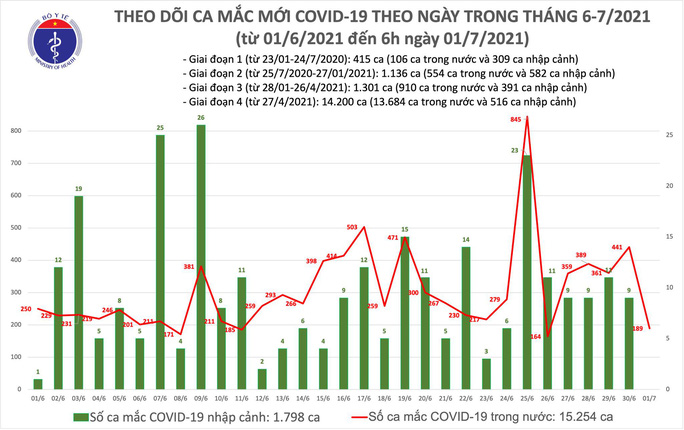 BỘ Y TẾ
MINISTRY OF HEALTH
THEO DÕI CA MẮC MỚI COVID-19 THEO NGÀY TRONG THÁNG 6-7/2021
(từ 01/6/2021 đến 6h ngày 01/7/2021)
- Giai đoạn 1 (từ 23/01-24/7/2020): 415 ca (106 ca trong nước và 309 ca nhập cảnh)
- Giai đoạn 2 (từ 25/7/2020-27/01/2021): 1.136 ca (554 ca trong nước và 582 ca nhập cảnh)
- Giai đoạn 3 (từ 28/01-26/4/2021): 1.301 ca (910 ca trong nước và 391 ca nhập cảnh)
- Giai đoạn 4 (từ 27/4/2021): 14.200 ca (13.684 ca trong nước và 516 ca nhập cảnh)
800
700
600
500
400
300
200
100
0
25
20
15
10
5
0
1 12 19 5 8 5 25 4 26 8 11 2 4 6 4 9 12 5 15 11 5 14 3 6 23 11 9 9 11 9
250 229 231 219 246 201 211 171 381 211 185 259 293 266 398 414 503 259 471 300 267 230 217 279 845 164 359 389 361 441 189
01/6 02/6 03/6 04/6 05/6 06/6 07/6 08/6 09/6 10/6 11/6 12/6 13/6 14/6 15/6 16/6 17/6 18/6 19/6 20/6 21/6 22/6 23/6 24/6 25/6 26/6 27/6 28/6 29/6 30/6 01/7
Số ca mắc COVID-19 nhập cảnh: 1.798 ca
Số ca mắc COVID-19 trong nước: 15.254 ca